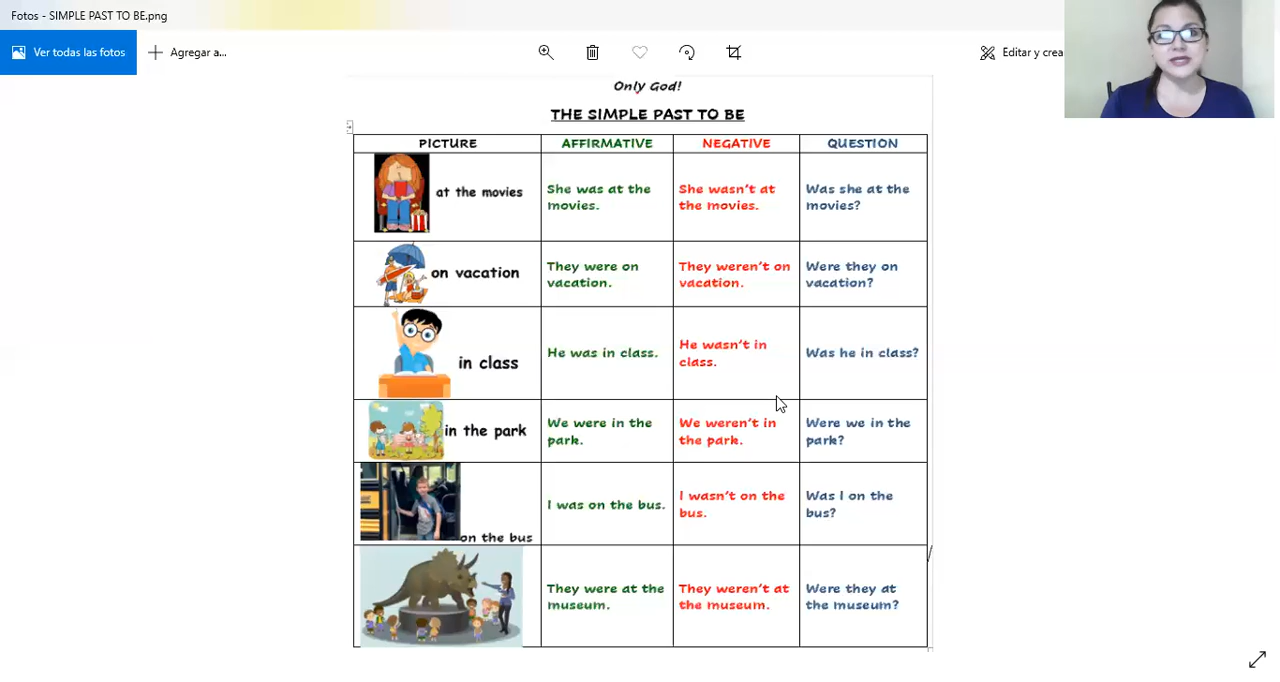 Fotos - SIMPLE PAST TO BE.png
Ver todas las fotos
Agregar a...
Editar y crea
Only God!
THE SIMPLE PAST TO BE
PICTURE
AFFIRMATIVE
NEGATIVE
QUESTION
at the movies
She was at the
movies.
She wasn't at
the movies.
Was she at the
movies?
on vacation
They were on
vacation.
They weren't on
vacation.
Were they on
vacation?
in class
He was in class.
He wasn't in
class.
Was he in class?
in the park
We were in the
park.
We weren't in
the park.
Were we in the
park?
on the bus
I was on the bus.
I wasn't on the
bus.
Was I on the
bus?
They were at the
museum.
They weren't at
the museum.
Were they at
the museum?